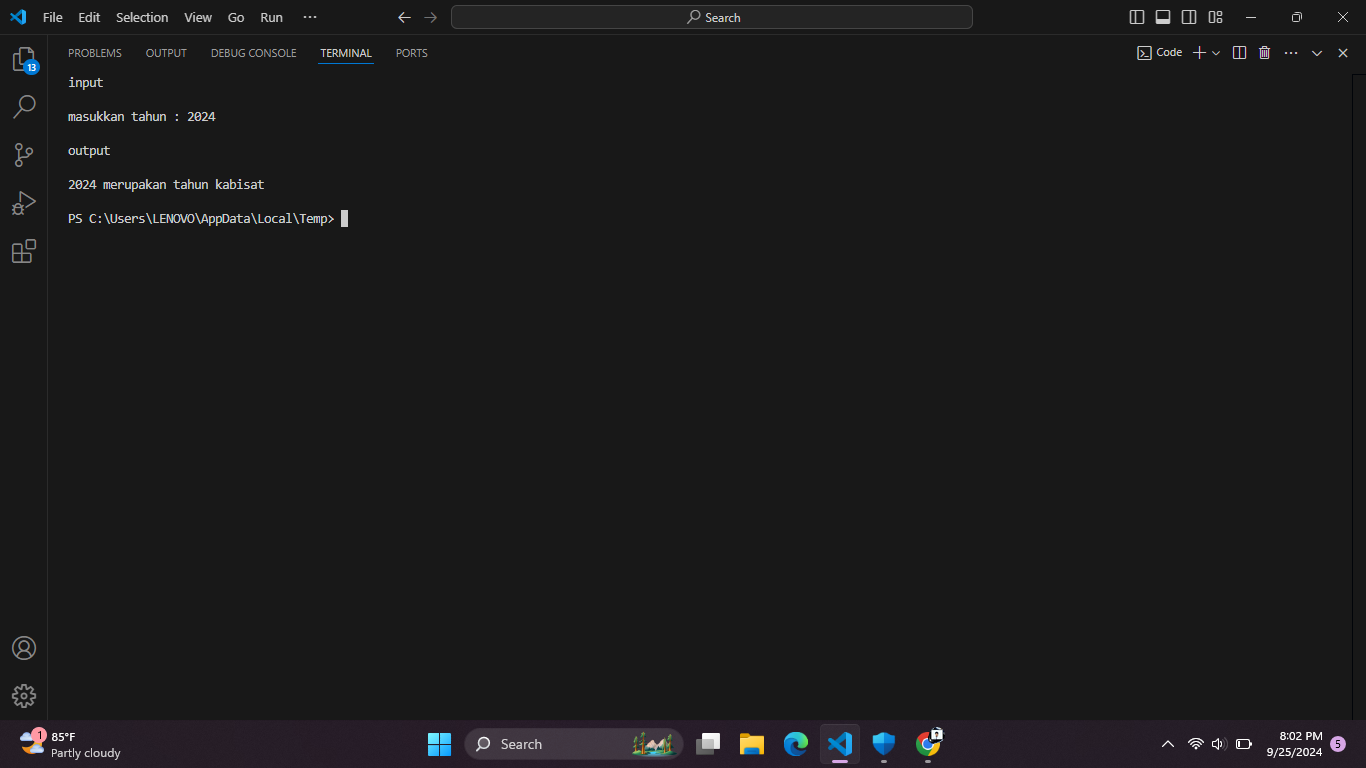 File Edit Selection View Go Run ...
Search
PROBLEMS OUTPUT DEBUG CONSOLE TERMINAL PORTS
Code
13
input
masukkan tahun : 2024
output
2024 merupakan tahun kabisat
PS C:\Users\LENOVO\AppData\Local\Temp>
1
85°F
Partly cloudy
Search
8:02 PM
9/25/2024
5